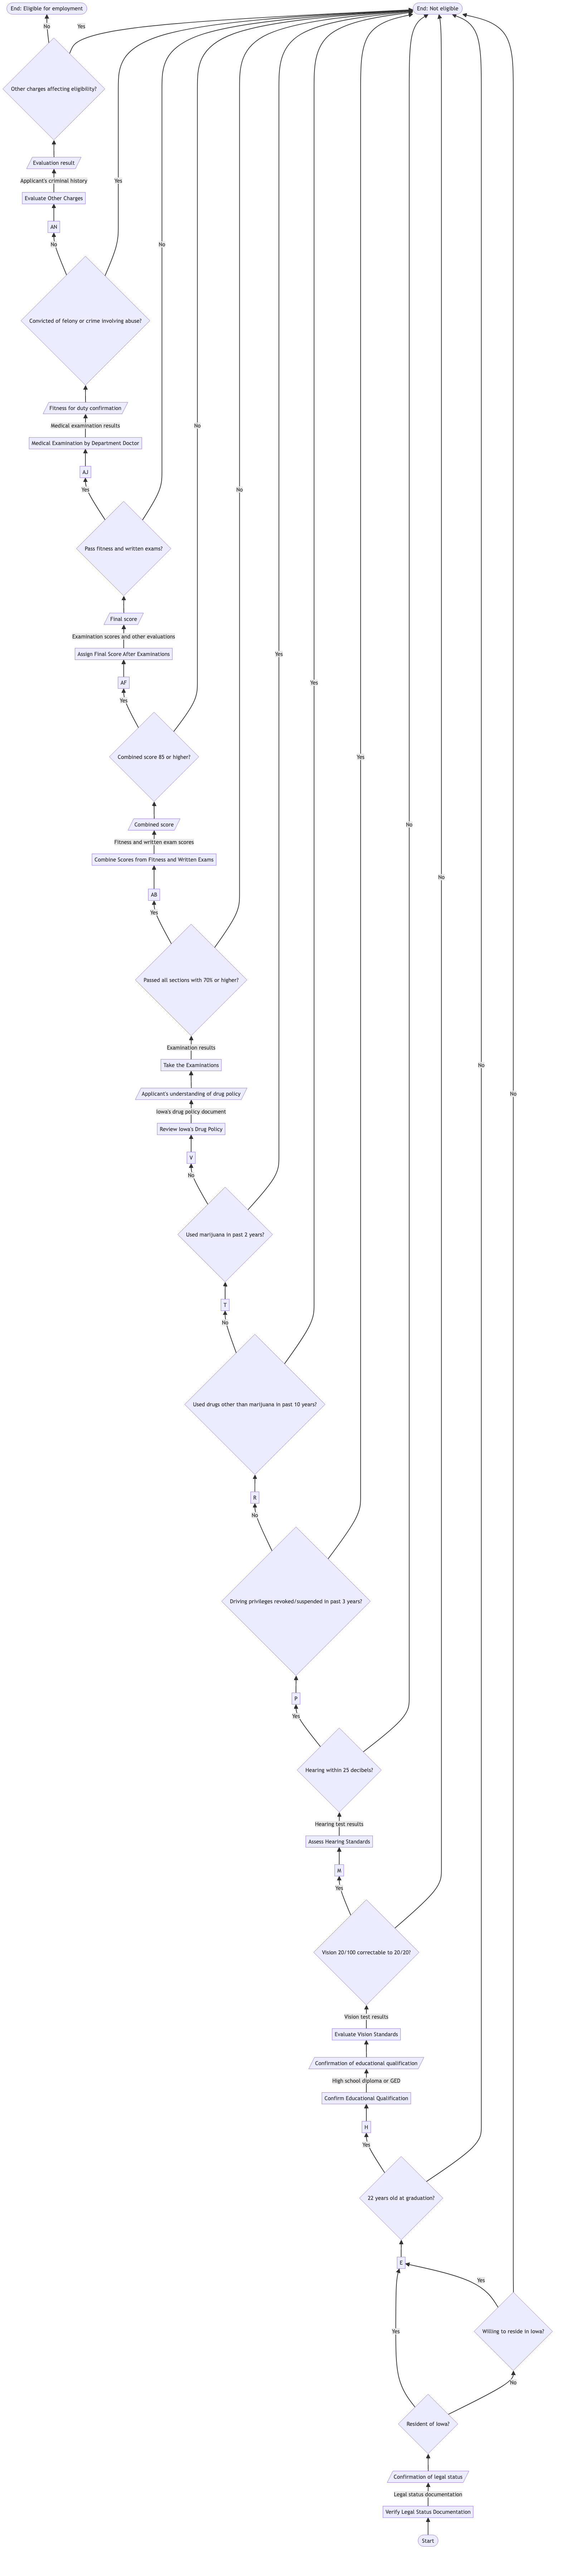 End: Eligible for employment
End: Not eligible
No
Yes
Other charges affecting eligibility?
Evaluation result
Applicant's criminal history
Yes
Evaluate Other Charges
AN
No
No
Convicted of felony or crime involving abuse?
Fitness for duty confirmation
Medical examination results
No
Medical Examination by Department Doctor
AJ
Yes
No
Pass fitness and written exams?
Final score
Examination scores and other evaluations
Assign Final Score After Examinations
Yes
AF
Yes
Yes
Combined score 85 or higher?
Yes
Combined score
No
Fitness and written exam scores
Combine Scores from Fitness and Written Exams
No
AB
Yes
Passed all sections with 70% or higher?
Examination results
Take the Examinations
No
Applicant's understanding of drug policy
No
Iowa's drug policy document
Review Iowa's Drug Policy
V
No
Used marijuana in past 2 years?
T
No
Used drugs other than marijuana in past 10 years?
R
No
Driving privileges revoked/suspended in past 3 years?
P
Yes
Hearing within 25 decibels?
Hearing test results
Assess Hearing Standards
M
Yes
Vision 20/100 correctable to 20/20?
Vision test results
Evaluate Vision Standards
Confirmation of educational qualification
High school diploma or GED
Confirm Educational Qualification
H
Yes
22 years old at graduation?
E
Yes
Yes
Willing to reside in Iowa?
No
Resident of Iowa?
Confirmation of legal status
Legal status documentation
Verify Legal Status Documentation
Start